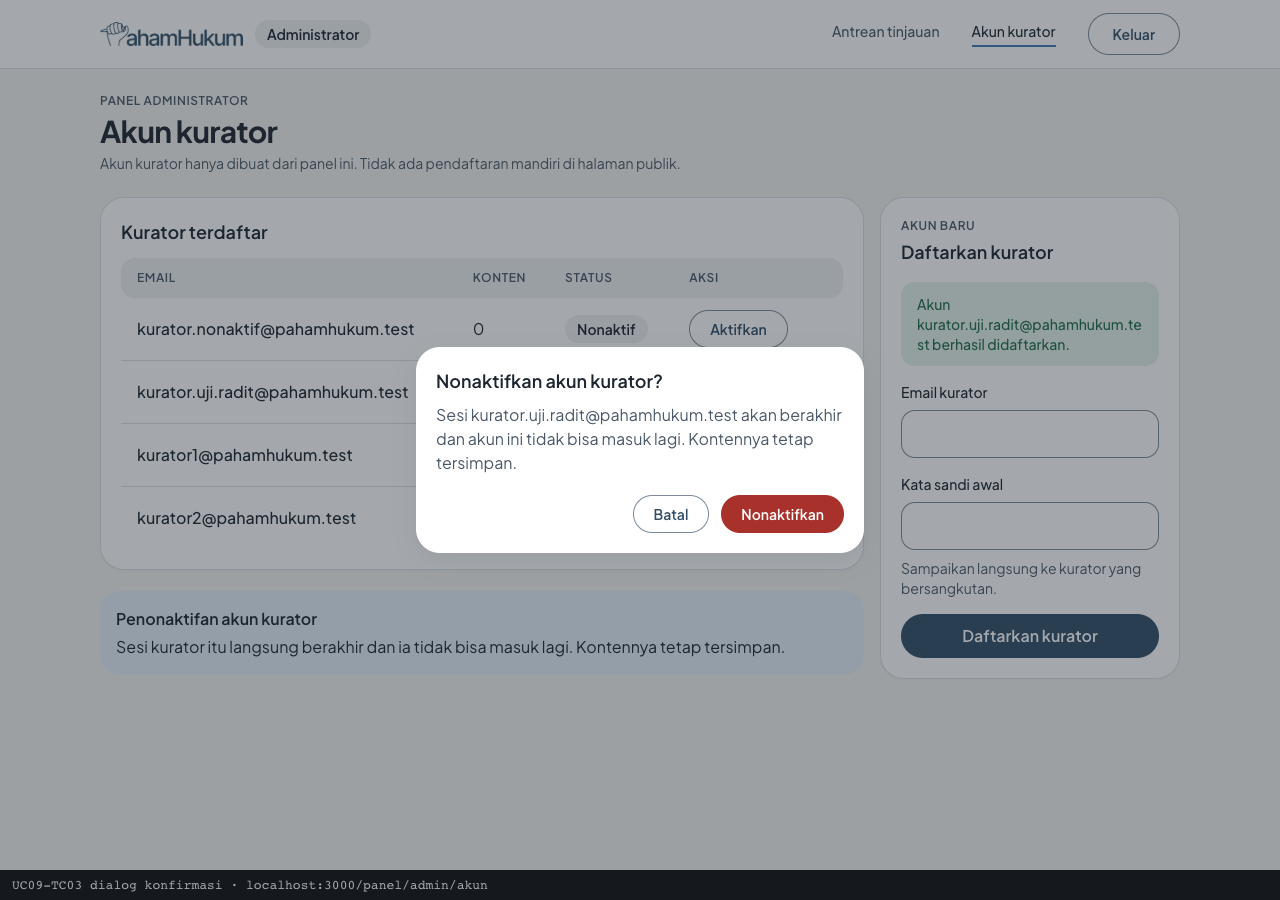 ahamHukum
Administrator
Antrean tinjauan
Akun kurator
Keluar
PANEL ADMINISTRATOR
Akun kurator
Akun kurator hanya dibuat dari panel ini. Tidak ada pendaftaran mandiri di halaman publik.
Kurator terdaftar
EMAIL KONTEN STATUS AKSI
kurator.nonaktif@pahamhukum.test 0 Nonaktif Aktifkan
kurator.uji.radit@pahamhukum.test
kurator1@pahamhukum.test
kurator2@pahamhukum.test
Nonaktifkan akun kurator?
Sesi kurator.uji.radit@pahamhukum.test akan berakhir
dan akun ini tidak bisa masuk lagi. Kontennya tetap
tersimpan.
Batal Nonaktifkan
Penonaktifan akun kurator
Sesi kurator itu langsung berakhir dan ia tidak bisa masuk lagi. Kontennya tetap tersimpan.
AKUN BARU
Daftarkan kurator
Akun
kurator.uji.radit@pahamhukum.te
st berhasil didaftarkan.
Email kurator
Kata sandi awal
Sampaikan langsung ke kurator yang
bersangkutan.
Daftarkan kurator
UC09-TC03 dialog konfirmasi · localhost:3000/panel/admin/akun